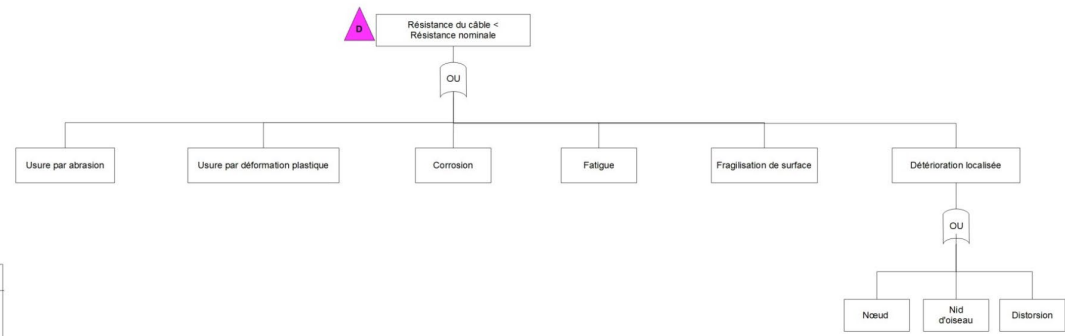 D
Résistance du câble <
Résistance nominale
OU
Usure par abrasion
Usure par déformation plastique
Corrosion
Fatigue
Fragilisation de surface
Détérioration localisée
OU
Nœud
Nid
d'oiseau
Distorsion